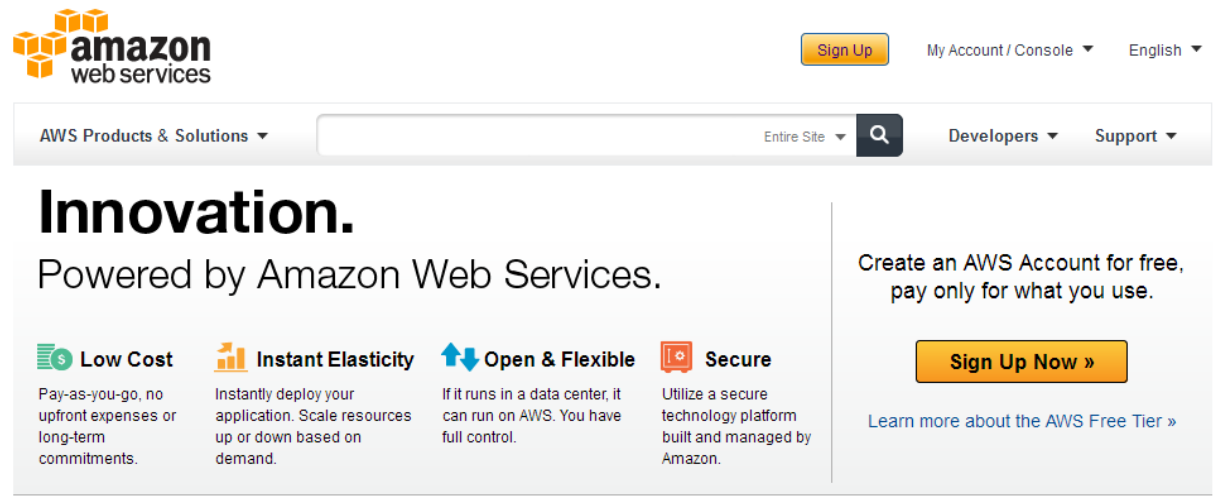 amazon
web services
Sign Up
My Account / Console
English
AWS Products & Solutions
Entire Site
Developers
Support
Innovation.
Powered by Amazon Web Services.
Low Cost
Pay-as-you-go, no
upfront expenses or
long-term
commitments.
Instant Elasticity
Instantly deploy your
application. Scale resources
up or down based on
demand.
Open & Flexible
If it runs in a data center, it
can run on AWS. You have
full control.
Secure
Utilize a secure
technology platform
built and managed by
Amazon.
Create an AWS Account for free,
pay only for what you use.
Sign Up Now »
Learn more about the AWS Free Tier »